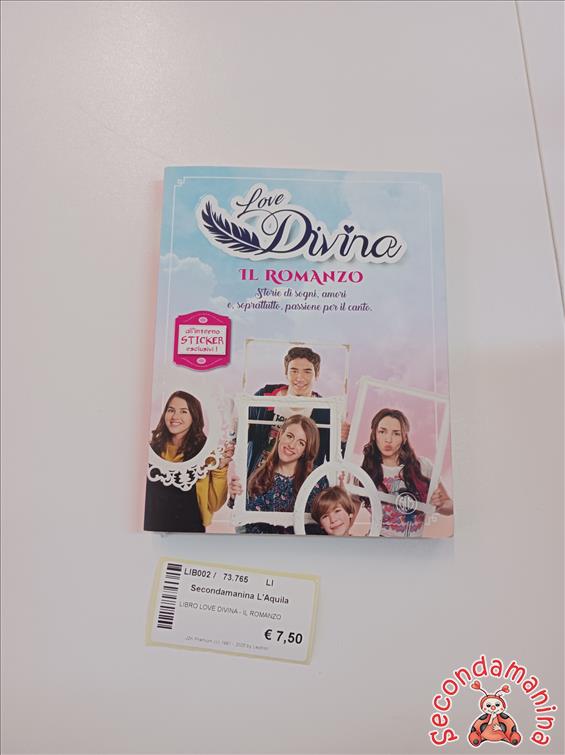 Love
Divina
IL ROMANZO
Storie di sogni, amori
e, soprattutto, passione per il canto.
all'interno
STICKER
esclusivi!
LIB002 / 73.765 LI
Secondamanina L'Aquila
LIBRO LOVE DIVINA - IL ROMANZO
€ 7,50
Secondamanina